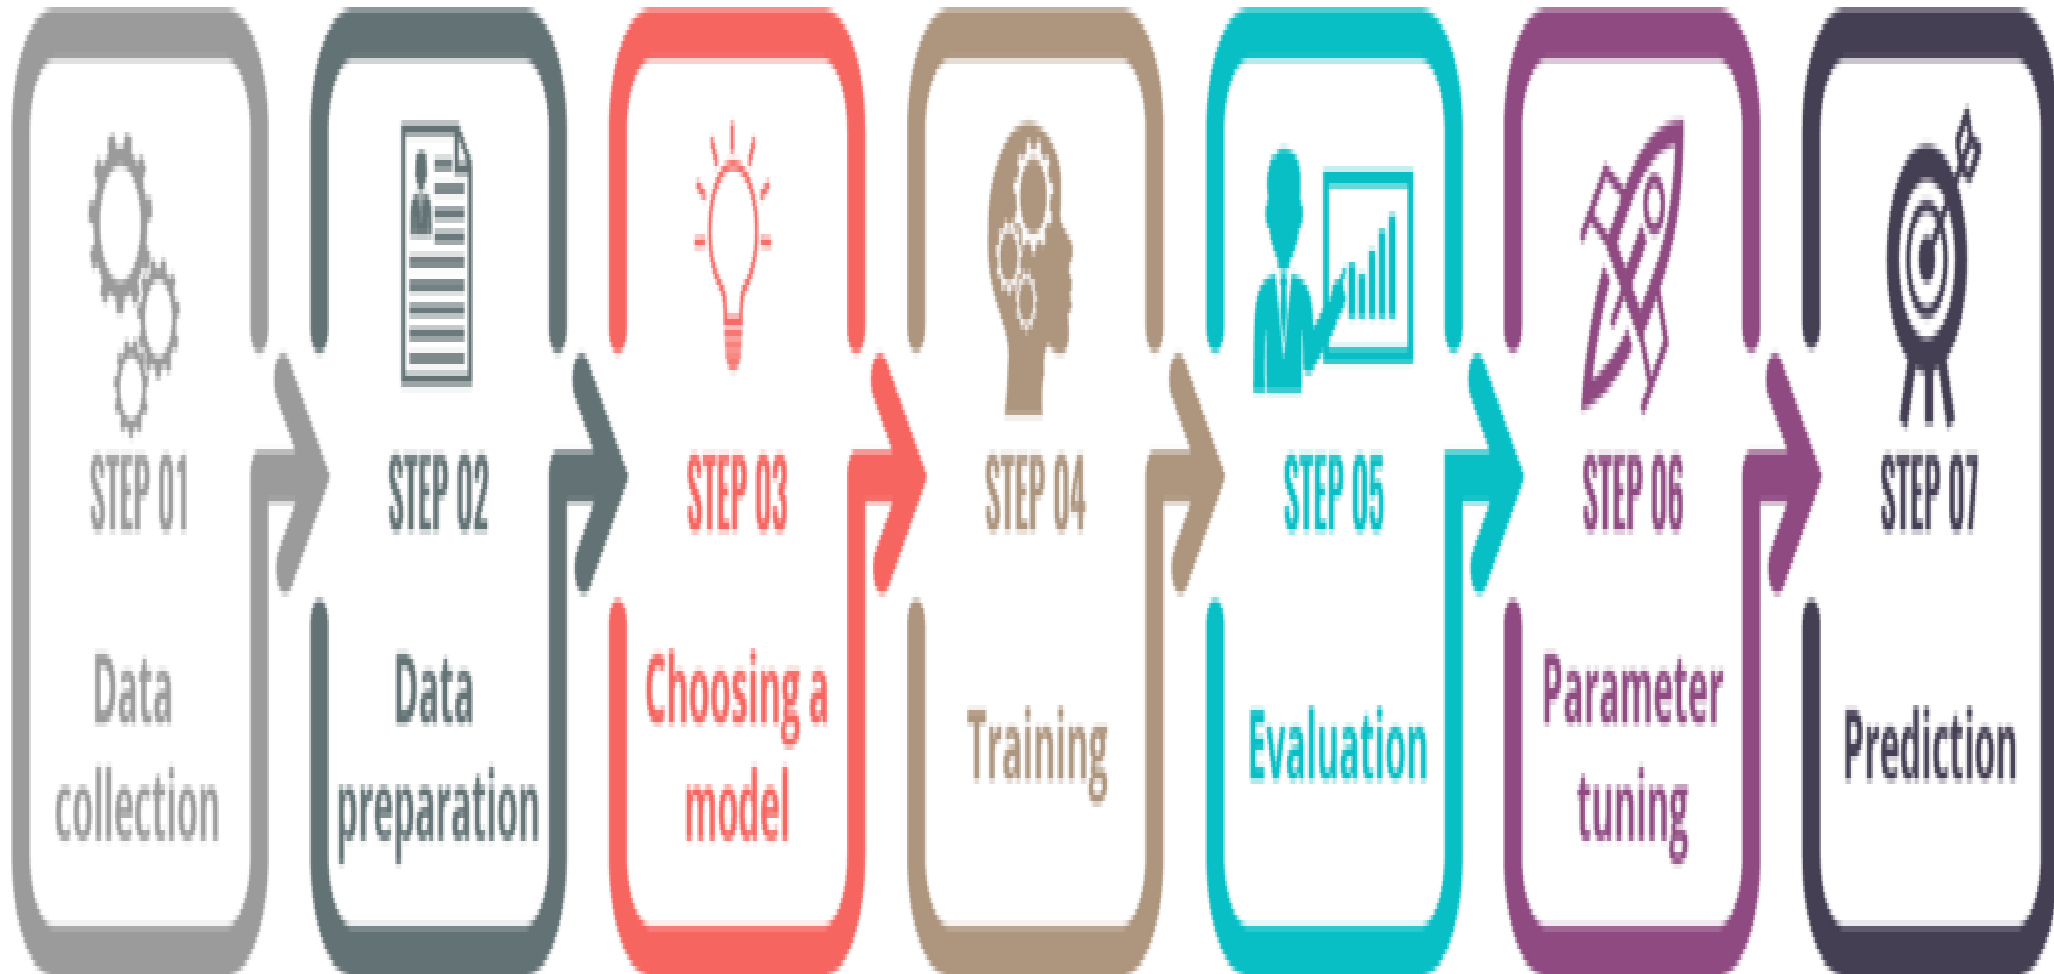 STEP 01
Data
collection
STEP 02
Data
preparation
STEP 03
Choosing a
model
STEP 04
Training
STEP 05
Evaluation
STEP 06
Parameter
tuning
STEP 07
Prediction